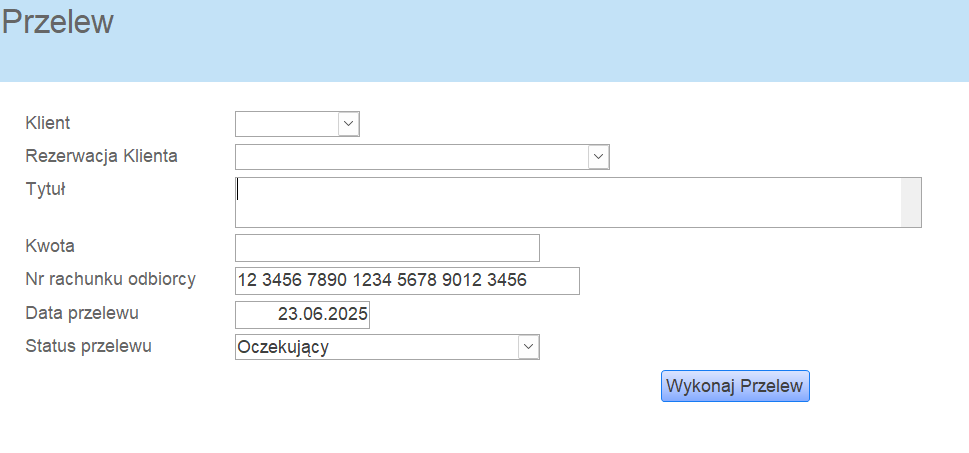 Przelew
Klient
Rezerwacja Klienta
Tytuł
Kwota
Nr rachunku odbiorcy 12 3456 7890 1234 5678 9012 3456
Data przelewu 23.06.2025
Status przelewu Oczekujący
Wykonaj Przelew